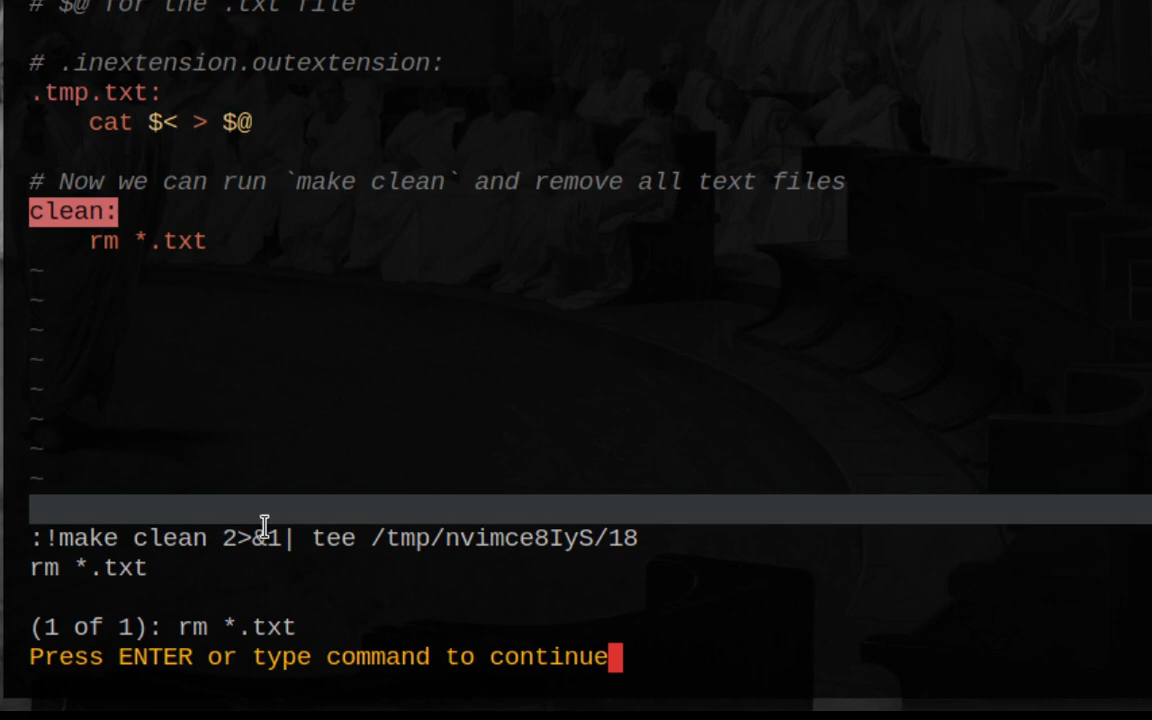 # $@ for the .txt file
# .inextension.outextension:
.tmp.txt:
cat $< > $@
# Now we can run `make clean` and remove all text files
clean:
rm *.txt
~
~
~
~
~
~
~
~
:!make clean 2>&1| tee /tmp/nvimce8IyS/18
rm *.txt
(1 of 1): rm *.txt
Press ENTER or type command to continue